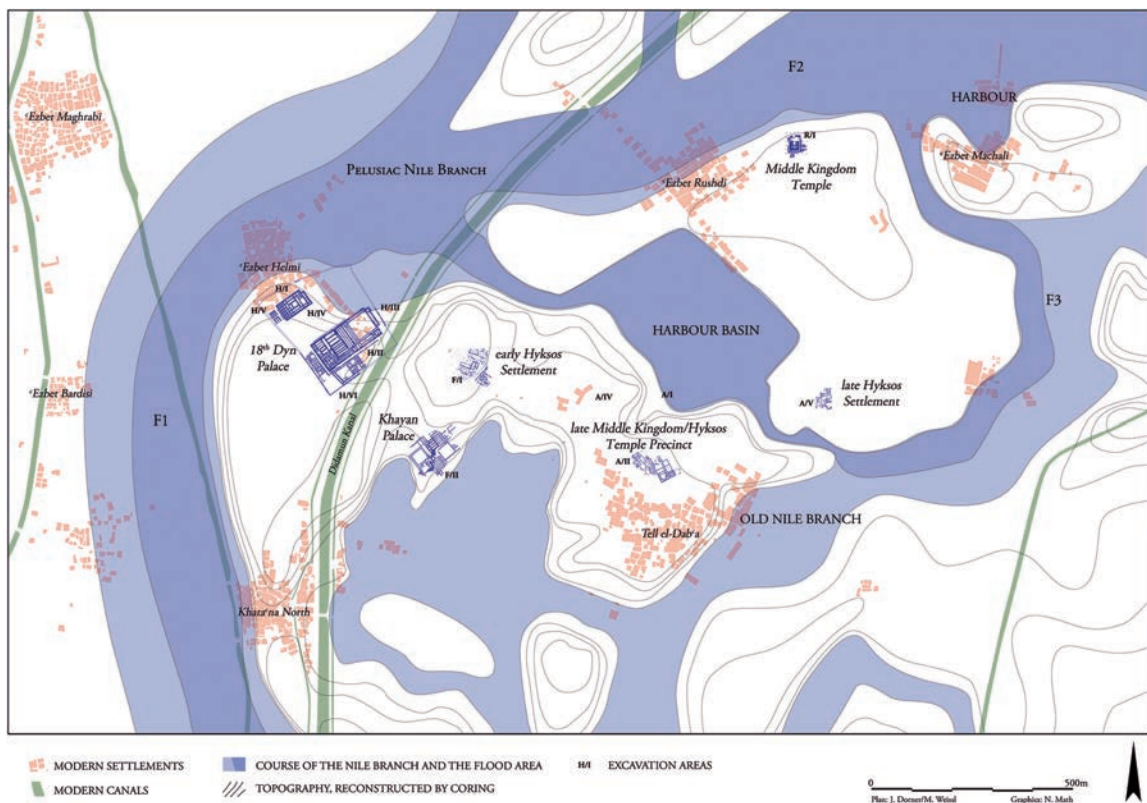 F2
HARBOUR
ʿEzbet Maghrabi
R/I
ʿEzbet Machali
Pelusiac Nile Branch
ʿEzbet Rushdi
Middle Kingdom
Temple
ʿEzbet Helmi
H/I
H/III
H/V
H/IV
F3
HARBOUR BASIN
18th Dyn
Palace
H/II
early Hyksos
Settlement
F/I
ʿEzbet Bardisi
H/VI
A/IV
A/I
late Hyksos
Settlement
A/V
F1
Khayan
Palace
late Middle Kingdom/Hyksos
Temple Precinct
Didamun Kanal
A/II
F/II
OLD NILE BRANCH
Tell el-Dabʿa
Khataʿna North
MODERN SETTLEMENTS
COURSE OF THE NILE BRANCH AND THE FLOOD AREA
H/I EXCAVATION AREAS
MODERN CANALS
TOPOGRAPHY, RECONSTRUCTED BY CORING
0 500m
Plan: J. Dorner/M. Weissl Graphics: N. Math